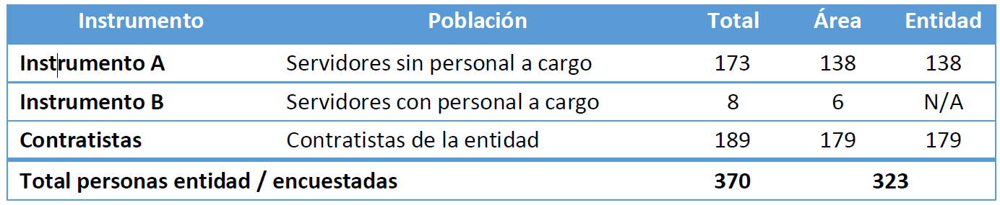 Instrumento Población Total Área Entidad
Instrumento A Servidores sin personal a cargo 173 138 138
Instrumento B Servidores con personal a cargo 8 6 N/A
Contratistas Contratistas de la entidad 189 179 179
Total personas entidad / encuestadas 370 323